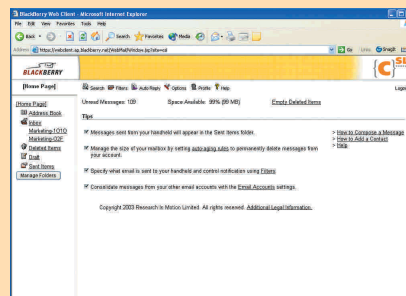 BlackBerry Web Client - Microsoft Internet Explorer
File Edit View Favorites Tools Help
Back Search Favorites Media
Address https://webclient.ap.blackberry.net/WebMailWindow.jsp?site=cd Go Links SnagIt
BLACKBERRY
{C}SL
[Home Page] Search Filters Auto Reply Options Profile Help Logo
Unread Messages: 109 Space Available: 99% (99 MB) Empty Deleted Items
[Home Page]
Address Book
Inbox
Marketing-1010
Marketing-O2F
Deleted Items
Draft
Sent Items
Manage Folders
Tips
Messages sent from your handheld will appear in the Sent Items folder.
Manage the size of your mailbox by setting auto-aging rules to permanently delete messages from
your account.
Specify what email is sent to your handheld and control notification using Filters
Consolidate messages from your other email accounts with the Email Accounts settings.
> How to Compose a Message
> How to Add a Contact
> Help
Copyright 2003 Research In Motion Limited. All rights reserved. Additional Legal Information.